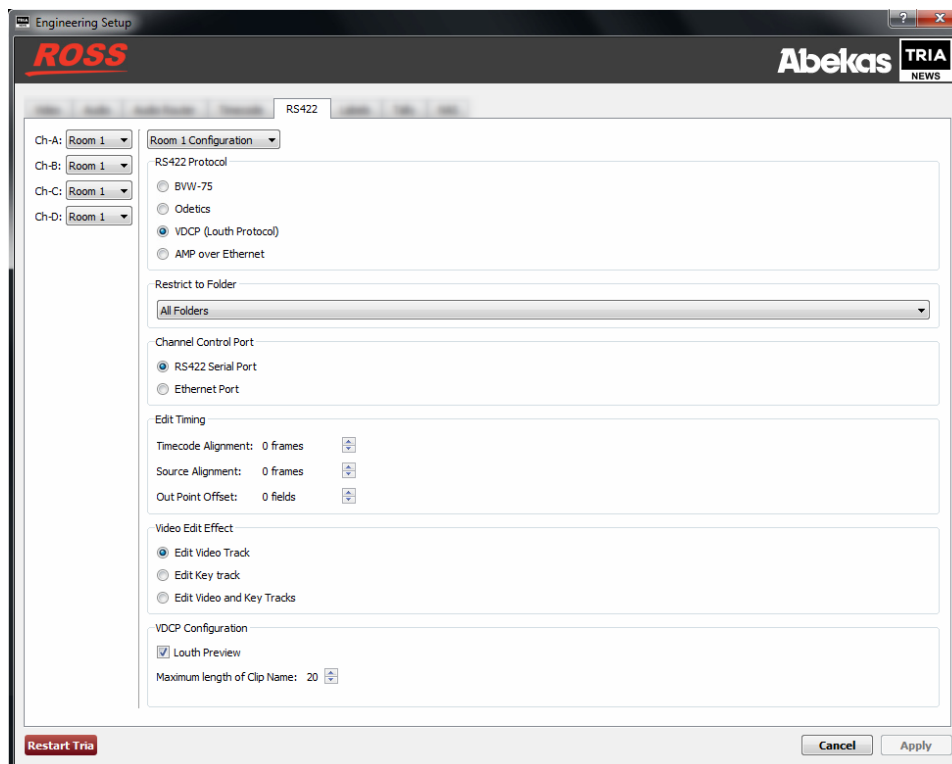 Engineering Setup
ROSS
Abekas TRIA
NEWS
RS422
Ch-A: Room 1
Ch-B: Room 1
Ch-C: Room 1
Ch-D: Room 1
Room 1 Configuration
RS422 Protocol
BVW-75
Odetics
VDCP (Louth Protocol)
AMP over Ethernet
Restrict to Folder
All Folders
Channel Control Port
RS422 Serial Port
Ethernet Port
Edit Timing
Timecode Alignment: 0 frames
Source Alignment: 0 frames
Out Point Offset: 0 fields
Video Edit Effect
Edit Video Track
Edit Key track
Edit Video and Key Tracks
VDCP Configuration
Louth Preview
Maximum length of Clip Name: 20
Restart Tria
Cancel
Apply